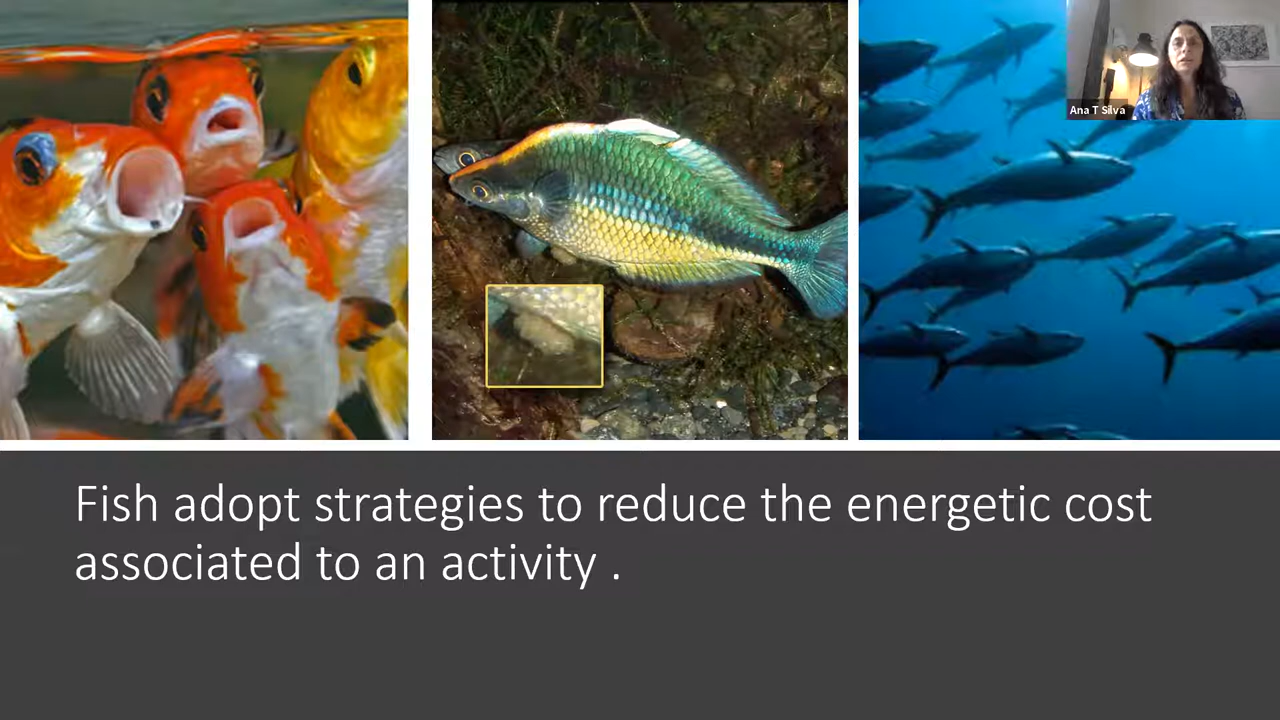 Ana T Silva
Fish adopt strategies to reduce the energetic cost
associated to an activity .